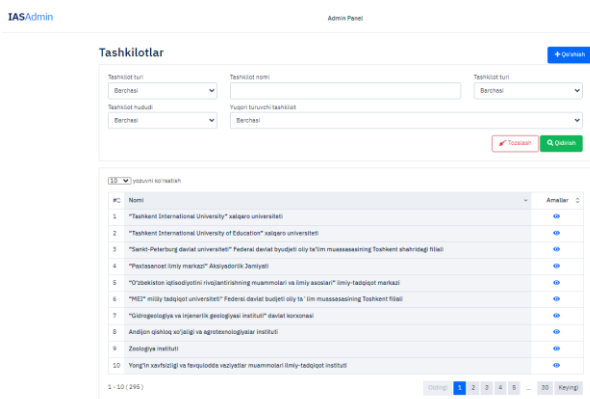 IASAdmin
Admin Panel
Tashkilotlar
+ Qo'shish
Tashkilot turi
Tashkilot nomi
Tashkilot turi
Barchasi
Barchasi
Tashkilot hududi
Yuqori turuvchi tashkilot
Barchasi
Barchasi
Tozalash
Qidirish
10 yozuvni ko'rsatish
# Nomi Amallar
1 "Tashkent International University" xalqaro universiteti
2 "Tashkent International University of Education" xalqaro universiteti
3 "Sankt-Peterburg davlat universiteti" Federal davlat byudjeti oliy ta'lim muassasasining Toshkent shahridagi filiali
4 "Paxtasanoat ilmiy markazi" Aksiyadorlik Jamiyati
5 "O'zbekiston iqtisodiyotini rivojlantirishning muammolari va ilmiy asoslari" ilmiy-tadqiqot markazi
6 "MEI" milliy tadqiqot universiteti" Federal davlat budjeti oliy ta`lim muassasasining Toshkent filiali
7 "Gidrogeologiya va injenerlik geologiyasi instituti" davlat korxonasi
8 Andijon qishloq xo'jaligi va agrotexnologiyalar instituti
9 Zoologiya instituti
10 Yong'in xavfsizligi va favqulodda vaziyatlar muammolari ilmiy-tadqiqot instituti
1 - 10 ( 295 )
Oldingi 1 2 3 4 5 ... 30 Keyingi